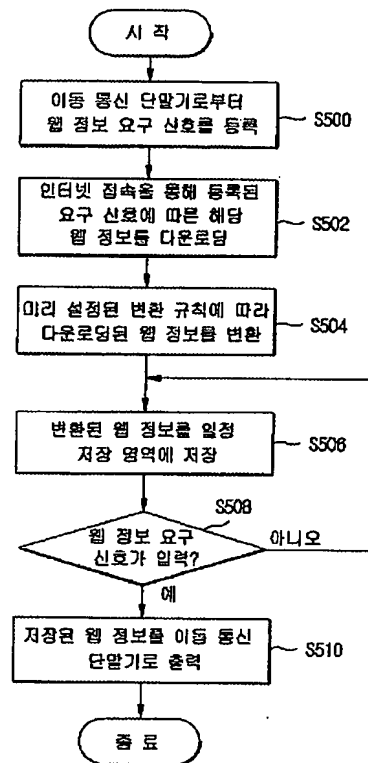 시 작
이동 통신 단말기로부터
웹 정보 요구 신호를 등록
S500
인터넷 접속을 통해 등록된
요구 신호에 따른 해당
웹 정보를 다운로딩
S502
미리 설정된 변환 규칙에 따라
다운로딩된 웹 정보를 변환
S504
변환된 웹 정보를 일정
저장 영역에 저장
S506
웹 정보 요구
신호가 입력?
S508
아니오
예
저장된 웹 정보를 이동 통신
단말기로 출력
S510
종 료